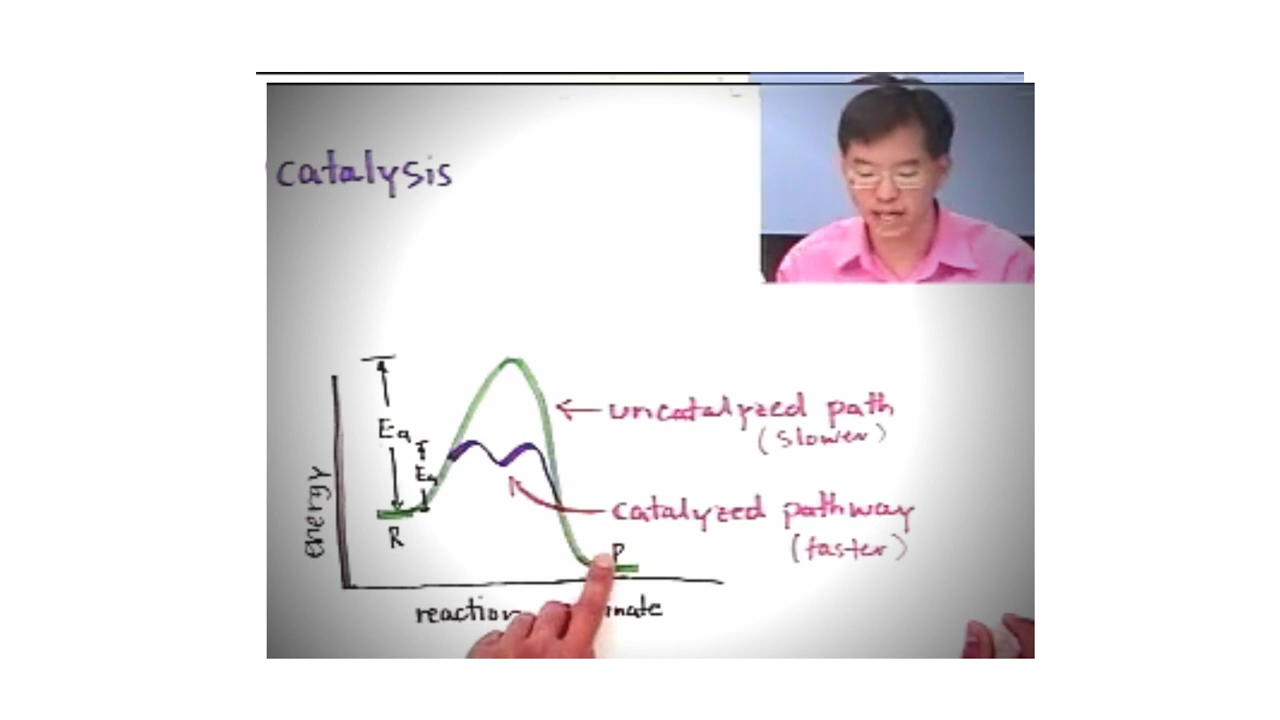 catalysis
Ea
Ea
energy
R
P
uncatalyzed path
(slower)
catalyzed pathway
(faster)
reaction